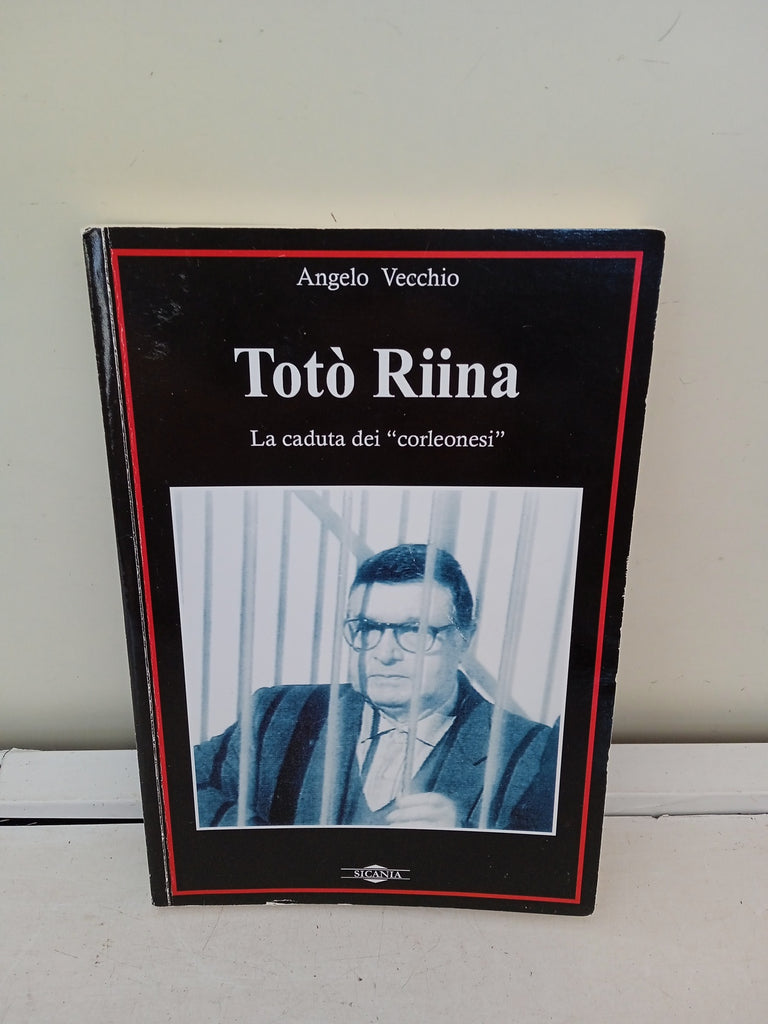 Angelo Vecchio
Totò Riina
La caduta dei “corleonesi”
SICANIA